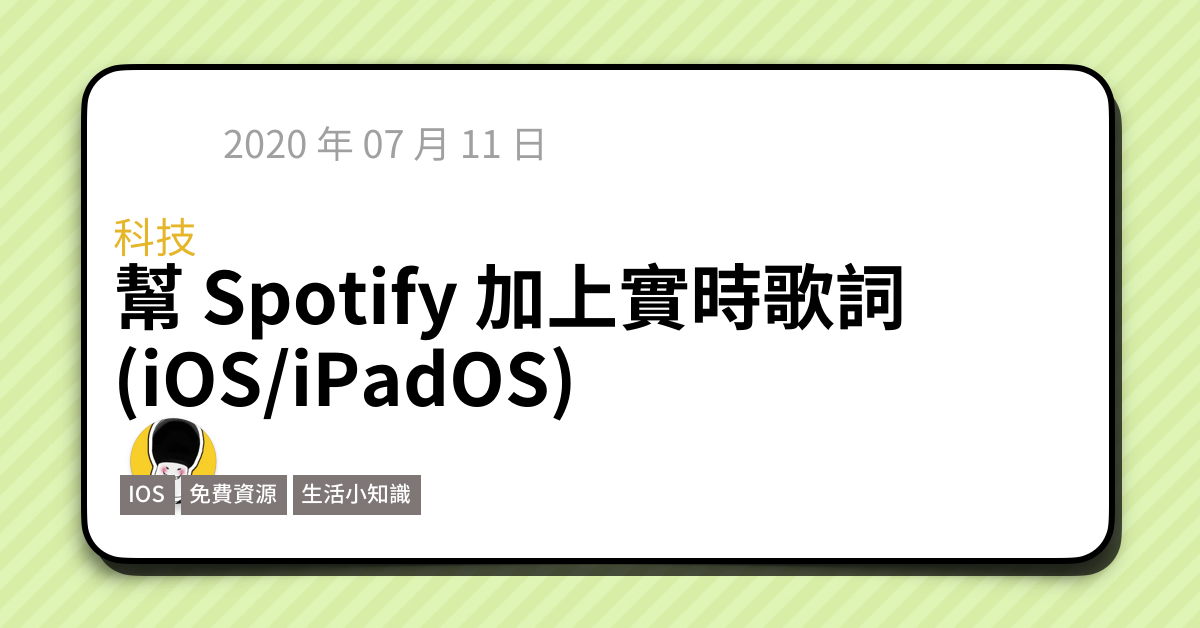 2020 年 07 月 11 日
科技
幫 Spotify 加上實時歌詞
(iOS/iPadOS)
IOS 免費資源 生活小知識